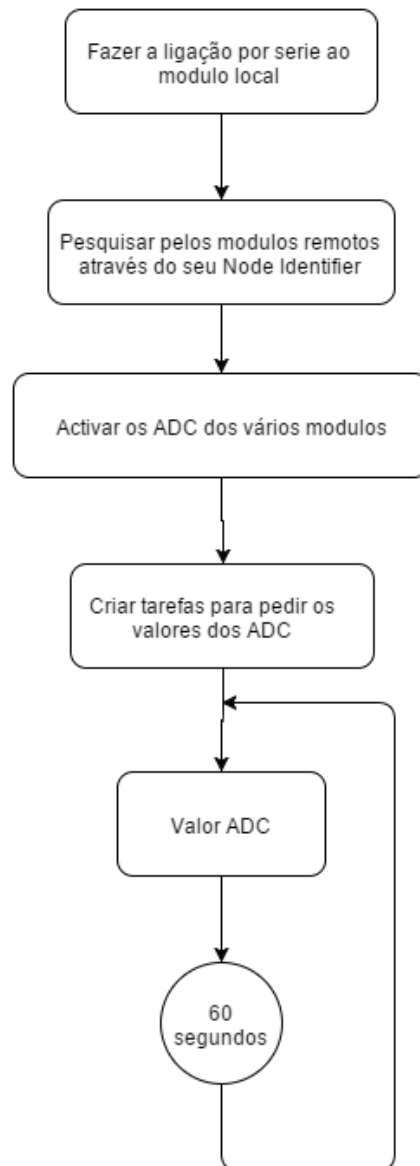 Fazer a ligação por serie ao
modulo local
Pesquisar pelos modulos remotos
através do seu Node Identifier
Activar os ADC dos vários modulos
Criar tarefas para pedir os
valores dos ADC
Valor ADC
60
segundos